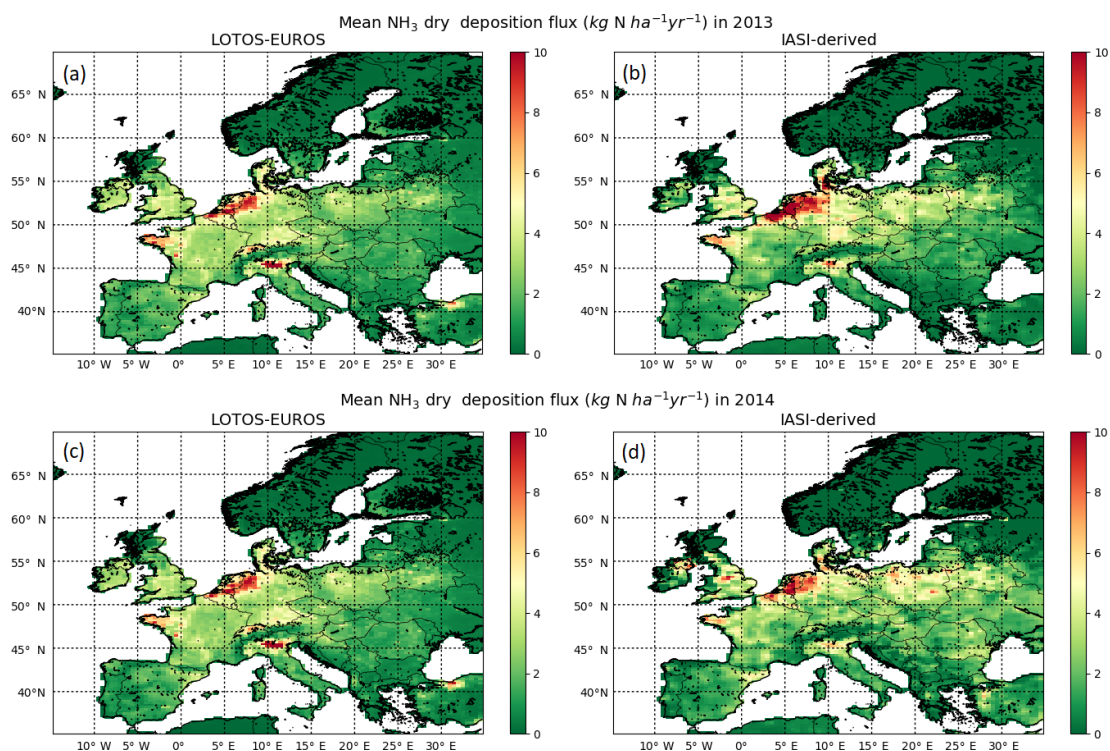 Mean NH₃ dry deposition flux (kg N ha⁻¹yr⁻¹) in 2013
LOTOS-EUROS
IASI-derived
(a)
65° N
60° N
55° N
50° N
45° N
40° N
10° W 5° W 0° 5° E 10° E 15° E 20° E 25° E 30° E
10
8
6
4
2
0
(b)
65° N
60° N
55° N
50° N
45° N
40° N
10° W 5° W 0° 5° E 10° E 15° E 20° E 25° E 30° E
10
8
6
4
2
0
Mean NH₃ dry deposition flux (kg N ha⁻¹yr⁻¹) in 2014
LOTOS-EUROS
IASI-derived
(c)
65° N
60° N
55° N
50° N
45° N
40° N
10° W 5° W 0° 5° E 10° E 15° E 20° E 25° E 30° E
10
8
6
4
2
0
(d)
65° N
60° N
55° N
50° N
45° N
40° N
10° W 5° W 0° 5° E 10° E 15° E 20° E 25° E 30° E
10
8
6
4
2
0